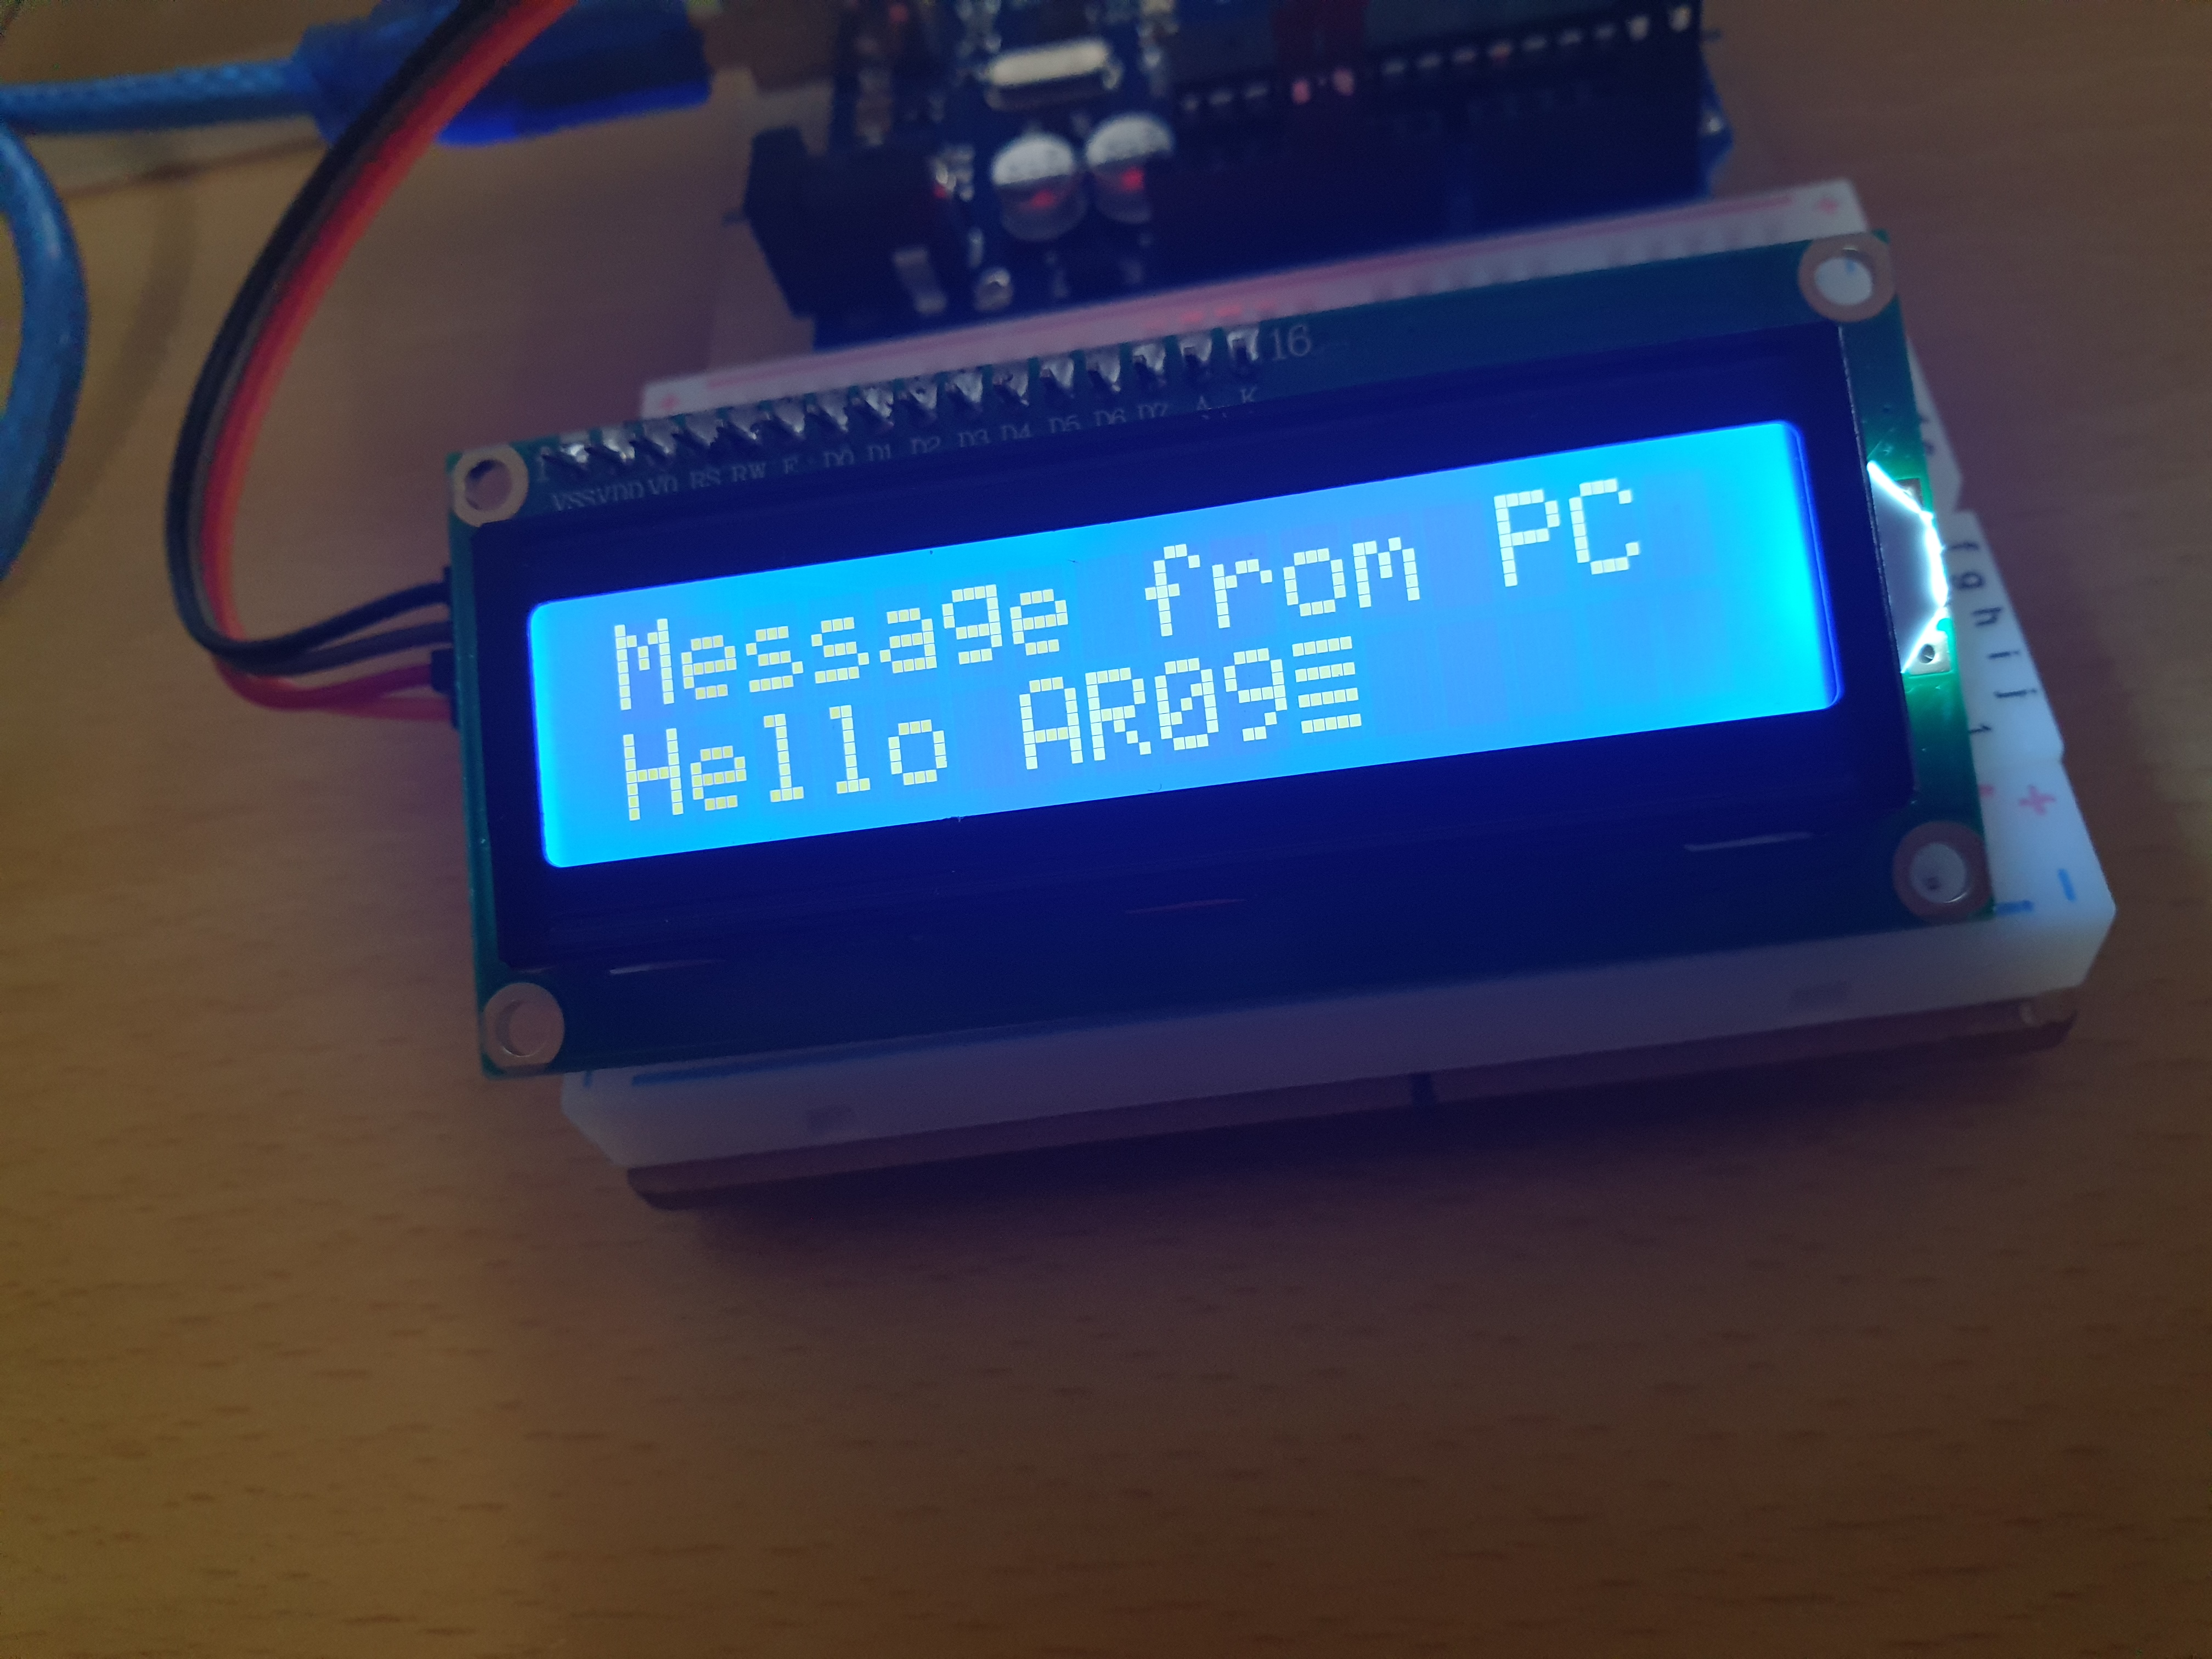 Message from PC
Hello AR09≡
VSS VDD V0 RS RW E D0 D1 D2 D3 D4 D5 D6 D7 A K
16
f g h i j
1